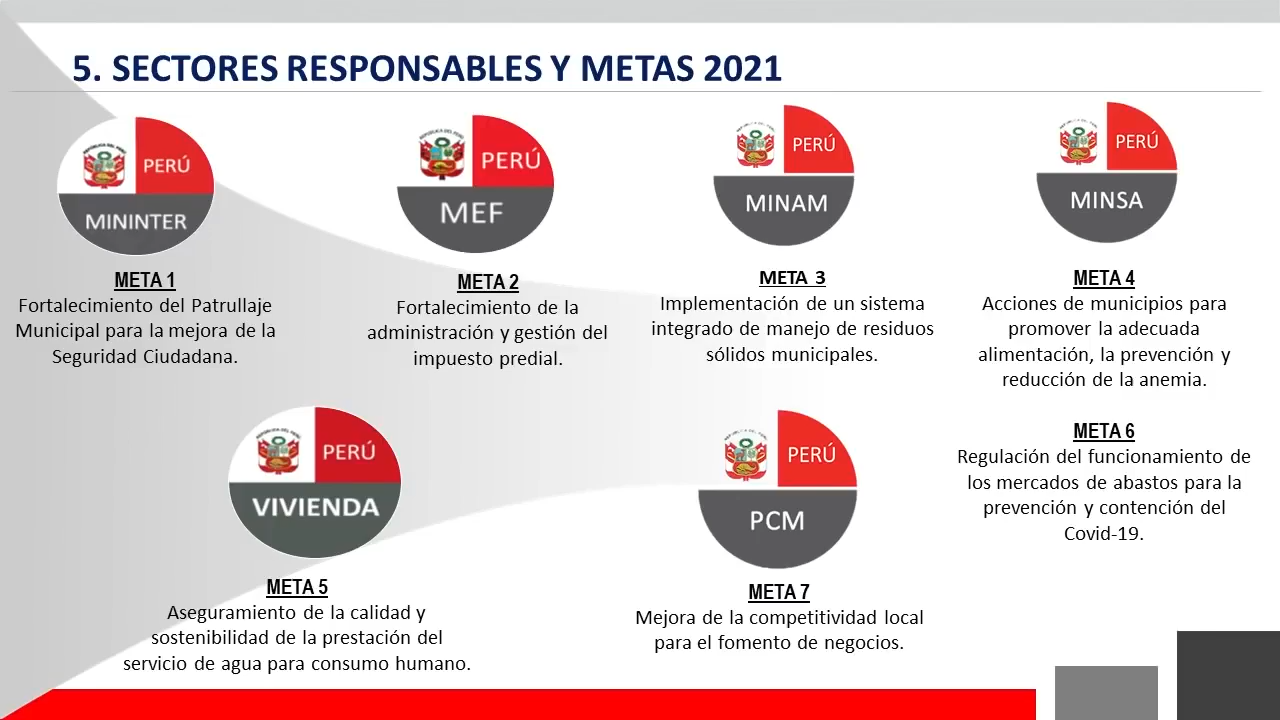 5. SECTORES RESPONSABLES Y METAS 2021
PERÚ
MININTER
META 1
Fortalecimiento del Patrullaje
Municipal para la mejora de la
Seguridad Ciudadana.
PERÚ
MEF
META 2
Fortalecimiento de la
administración y gestión del
impuesto predial.
PERÚ
MINAM
META 3
Implementación de un sistema
integrado de manejo de residuos
sólidos municipales.
PERÚ
MINSA
META 4
Acciones de municipios para
promover la adecuada
alimentación, la prevención y
reducción de la anemia.
META 6
Regulación del funcionamiento de
los mercados de abastos para la
prevención y contención del
Covid-19.
PERÚ
VIVIENDA
META 5
Aseguramiento de la calidad y
sostenibilidad de la prestación del
servicio de agua para consumo humano.
PERÚ
PCM
META 7
Mejora de la competitividad local
para el fomento de negocios.